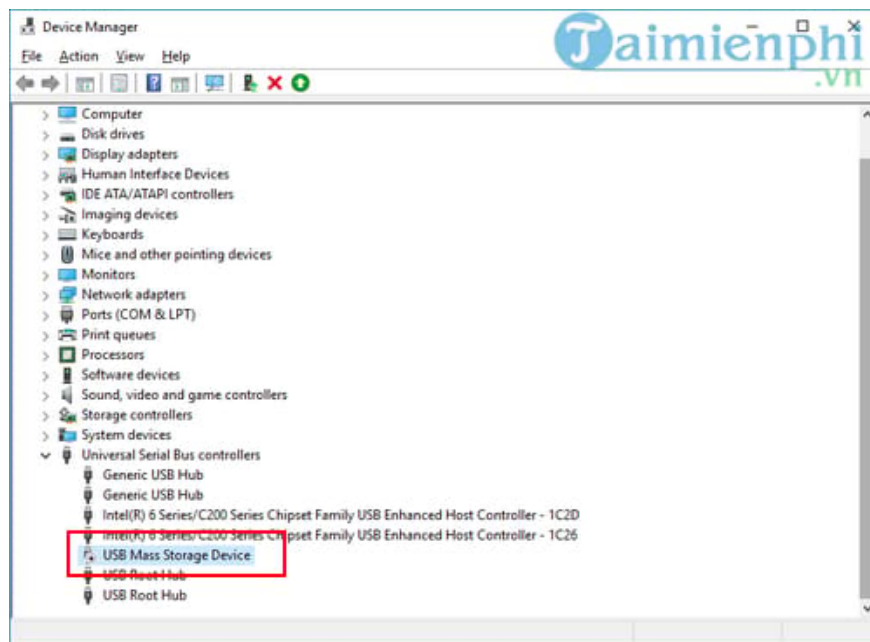 Device Manager
Taimienphi
.vn
File Action View Help
Computer
Disk drives
Display adapters
Human Interface Devices
IDE ATA/ATAPI controllers
Imaging devices
Keyboards
Mice and other pointing devices
Monitors
Network adapters
Ports (COM & LPT)
Print queues
Processors
Software devices
Sound, video and game controllers
Storage controllers
System devices
Universal Serial Bus controllers
Generic USB Hub
Generic USB Hub
Intel(R) 6 Series/C200 Series Chipset Family USB Enhanced Host Controller - 1C2D
Intel(R) 6 Series/C200 Series Chipset Family USB Enhanced Host Controller - 1C26
USB Mass Storage Device
USB Root Hub
USB Root Hub